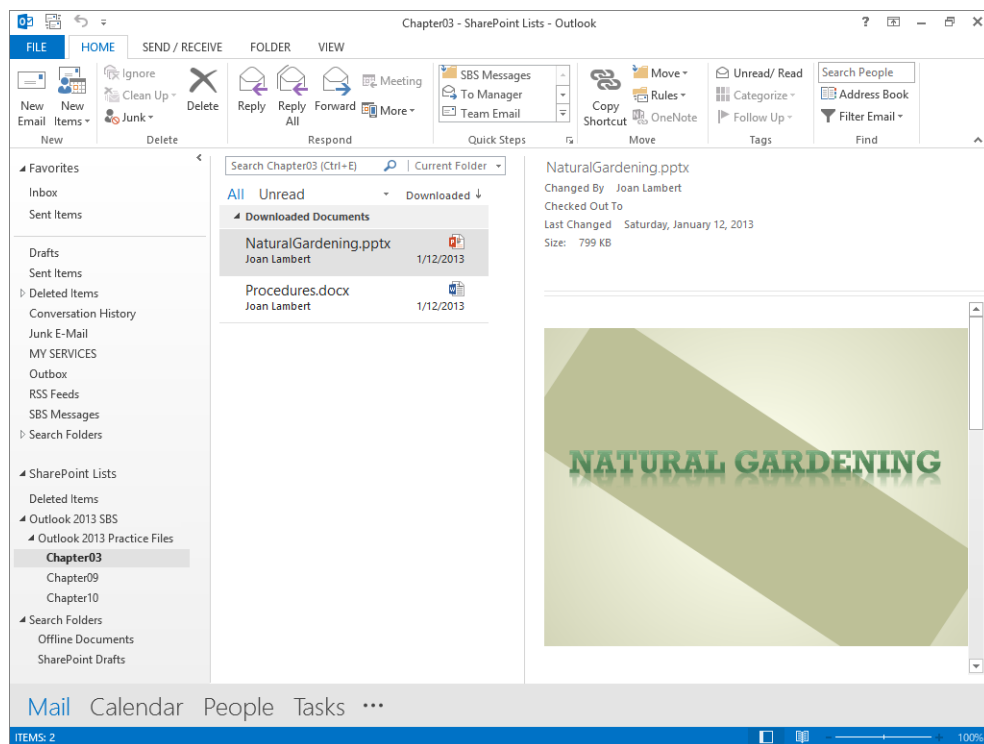 Chapter03 - SharePoint Lists - Outlook
FILE HOME SEND / RECEIVE FOLDER VIEW
New Email
New Items
New
Ignore
Clean Up
Junk
Delete
Delete
Reply
Reply All
Forward
Meeting
More
Respond
SBS Messages
To Manager
Team Email
Quick Steps
Copy Shortcut
Move
Rules
OneNote
Move
Unread/ Read
Categorize
Follow Up
Tags
Search People
Address Book
Filter Email
Find
Favorites
Inbox
Sent Items
Drafts
Sent Items
Deleted Items
Conversation History
Junk E-Mail
MY SERVICES
Outbox
RSS Feeds
SBS Messages
Search Folders
SharePoint Lists
Deleted Items
Outlook 2013 SBS
Outlook 2013 Practice Files
Chapter03
Chapter09
Chapter10
Search Folders
Offline Documents
SharePoint Drafts
Search Chapter03 (Ctrl+E) Current Folder
All Unread Downloaded
Downloaded Documents
NaturalGardening.pptx
Joan Lambert 1/12/2013
Procedures.docx
Joan Lambert 1/12/2013
NaturalGardening.pptx
Changed By Joan Lambert
Checked Out To
Last Changed Saturday, January 12, 2013
Size: 799 KB
NATURAL GARDENING
Mail Calendar People Tasks •••
ITEMS: 2 100%